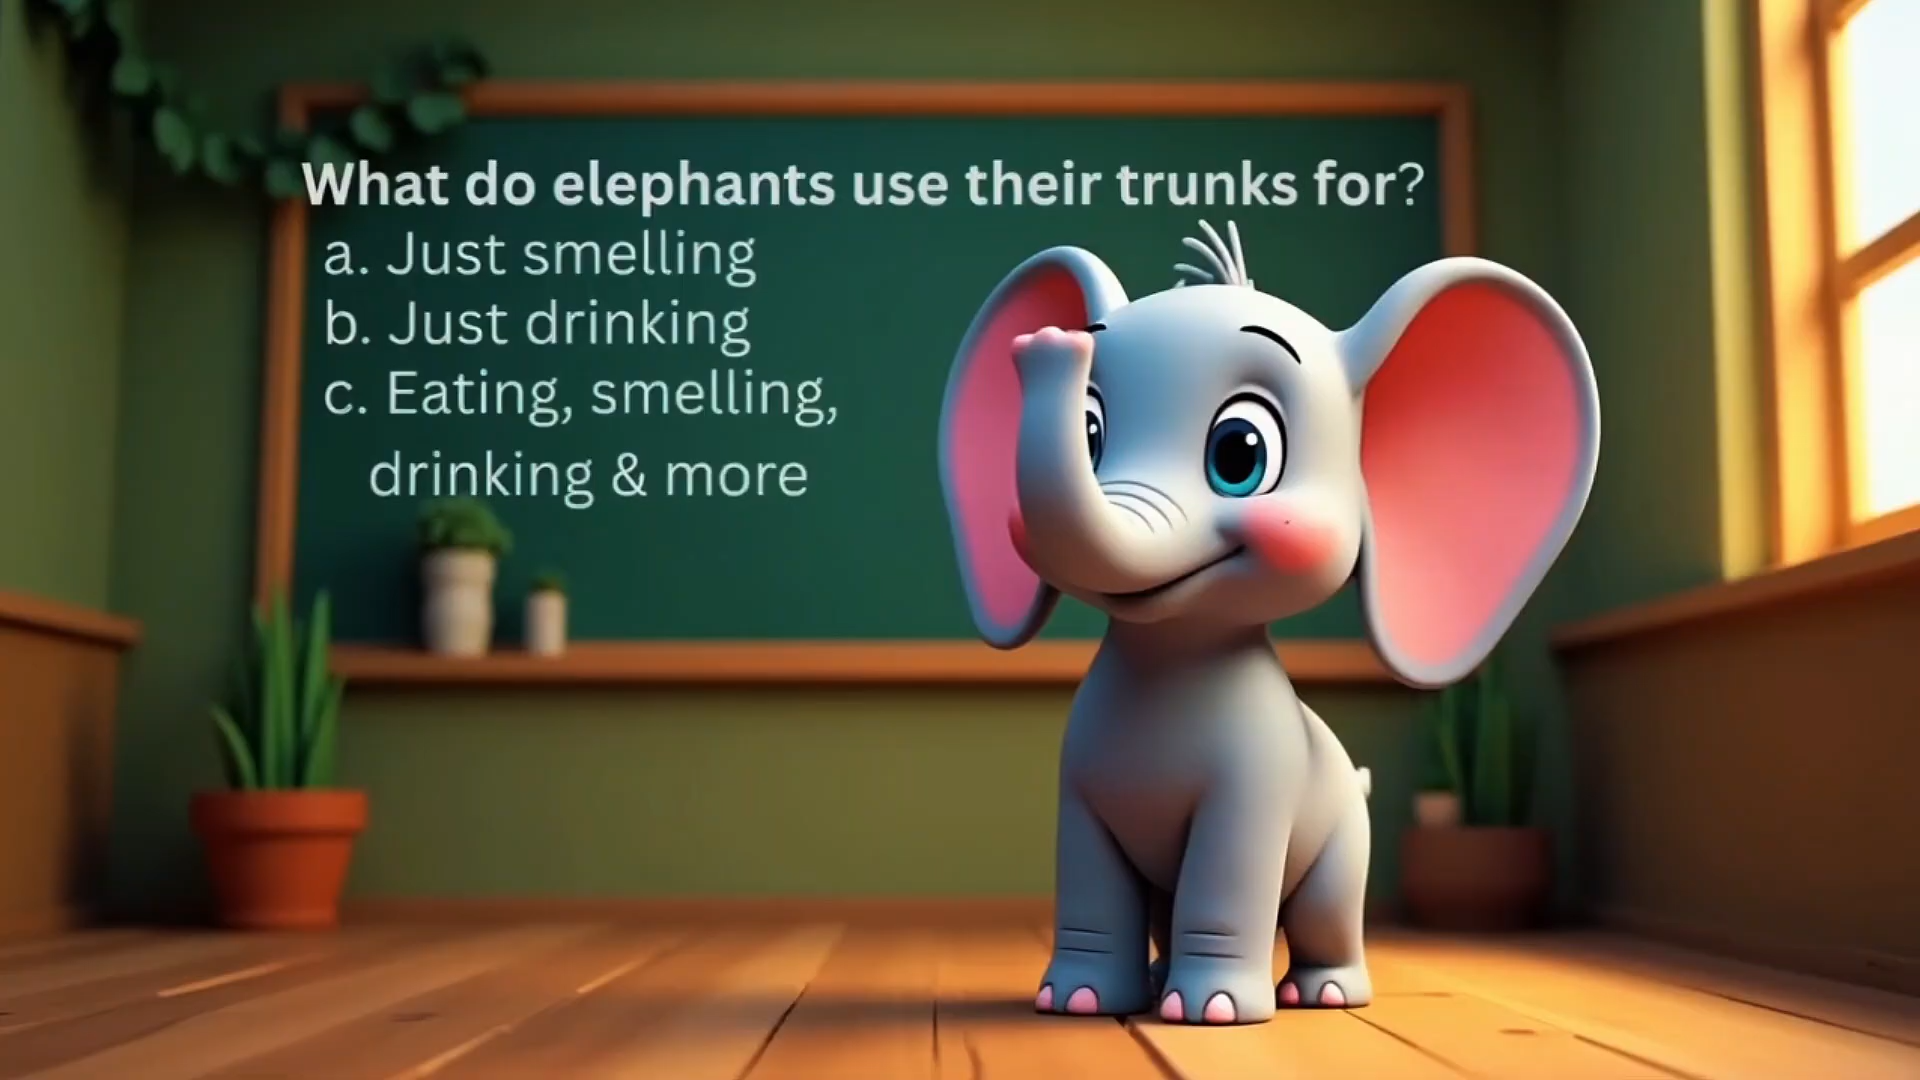 What do elephants use their trunks for?
a. Just smelling
b. Just drinking
c. Eating, smelling,
drinking & more